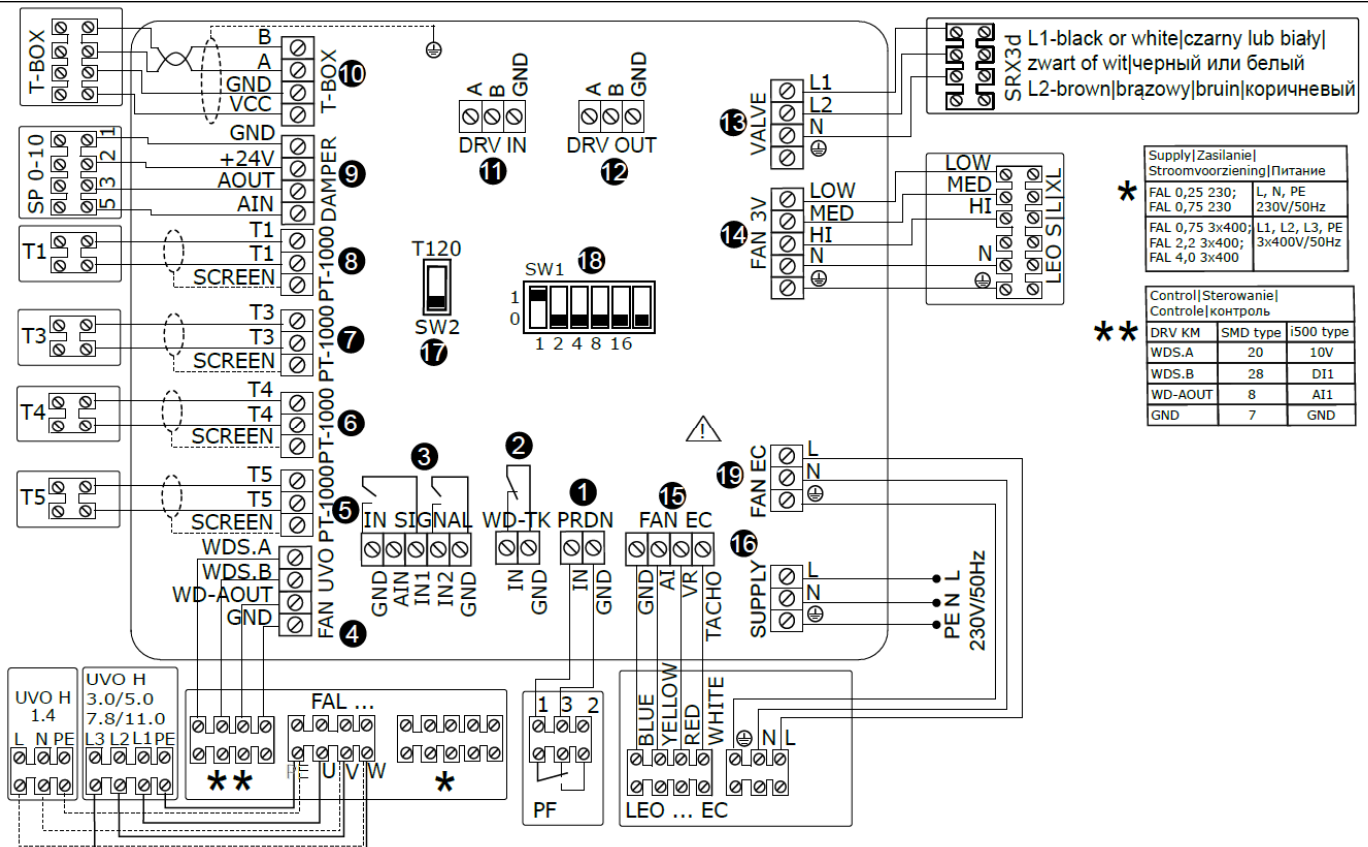 T-BOX
B
A
GND
VCC
T-BOX
10
SP 0-10
1
2
3
5
GND
+24V
AOUT
AIN
DAMPER
9
T1
T1
T1
SCREEN
PT-1000
8
T3
T3
T3
SCREEN
PT-1000
7
T4
T4
T4
SCREEN
PT-1000
6
T5
T5
T5
SCREEN
PT-1000
5
WDS.A
WDS.B
WD-AOUT
GND
FAN UVO
4
A
B
GND
DRV IN
11
A
B
GND
DRV OUT
12
T120
SW2
17
SW1
18
1
0
1 2 4 8 16
3
IN SIGNAL
GND
AIN
IN1
IN2
GND
2
WD-TK
IN
GND
1
PRDN
IN
GND
15
FAN EC
GND
AI
VR
TACHO
13
VALVE
L1
L2
N
14
FAN 3V
LOW
MED
HI
N
19
FAN EC
L
N
16
SUPPLY
L
N
PE N L
230V/50Hz
SRX3d
L1-black or white|czarny lub biały|
zwart of wit|черный или белый
L2-brown|brązowy|bruin|коричневый
LOW
MED
HI
N
LEO S|L|XL
*
Supply|Zasilanie|
Stroomvoorziening|Питание
FAL 0,25 230; L, N, PE
FAL 0,75 230 230V/50Hz
FAL 0,75 3x400; L1, L2, L3, PE
FAL 2,2 3x400; 3x400V/50Hz
FAL 4,0 3x400
**
Control|Sterowanie|
Controle|контроль
DRV KM SMD type i500 type
WDS.A 20 10V
WDS.B 28 DI1
WD-AOUT 8 AI1
GND 7 GND
UVO H
1.4
L N PE
UVO H
3.0/5.0
7.8/11.0
L3 L2 L1 PE
FAL ...
**
PE U V W
*
1 3 2
PF
BLUE
YELLOW
RED
WHITE
N L
LEO ... EC